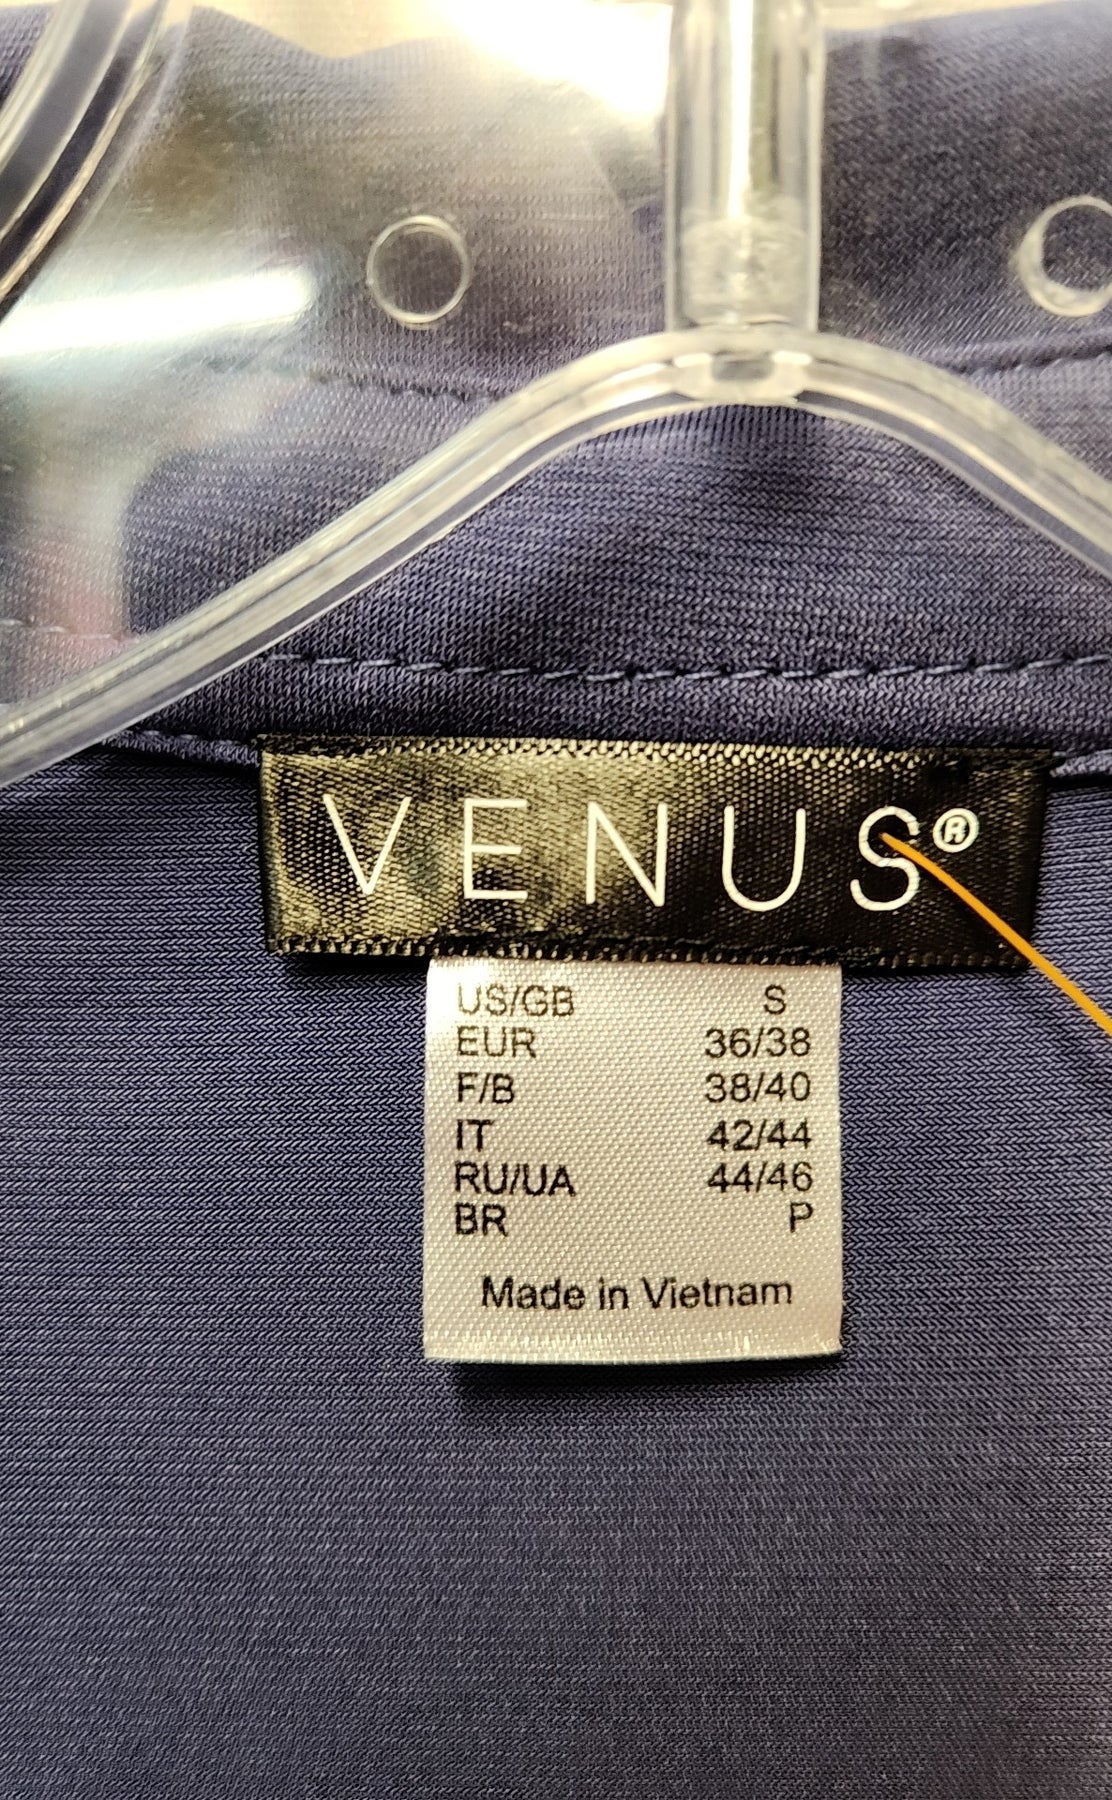 VENUS®
US/GB S
EUR 36/38
F/B 38/40
IT 42/44
RU/UA 44/46
BR P
Made in Vietnam